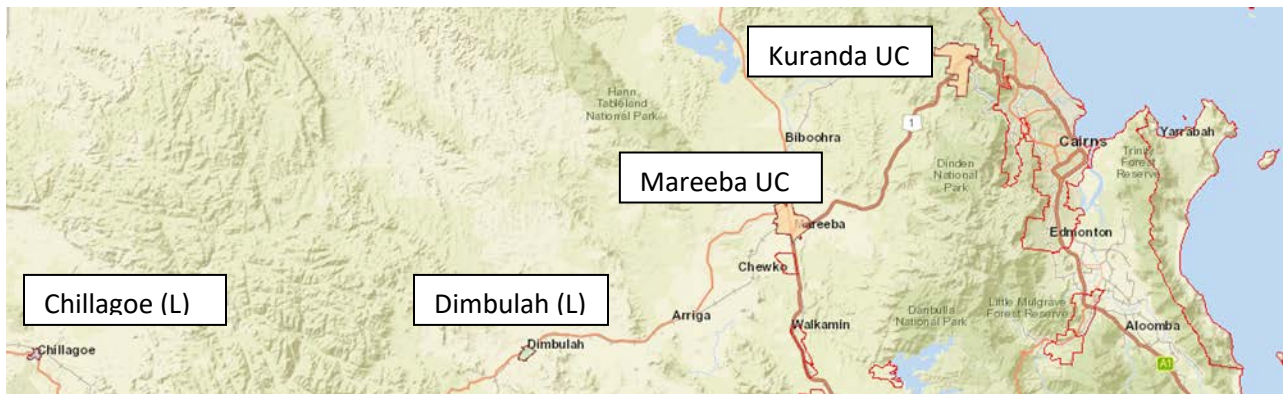 Kuranda UC
Hann
Tableland
National Park
1
Biboohra
Cairns
Yarrabah
Trinity
Forest
Reserve
Dinden
National
Park
Mareeba UC
Mareeba
Edmonton
Chewko
Chillagoe (L)
Dimbulah (L)
Arriga
Walkamin
Danbulla
National Park
Little Mulgrave
Forest Reserve
Aloomba
Chillagoe
Dimbulah
A1